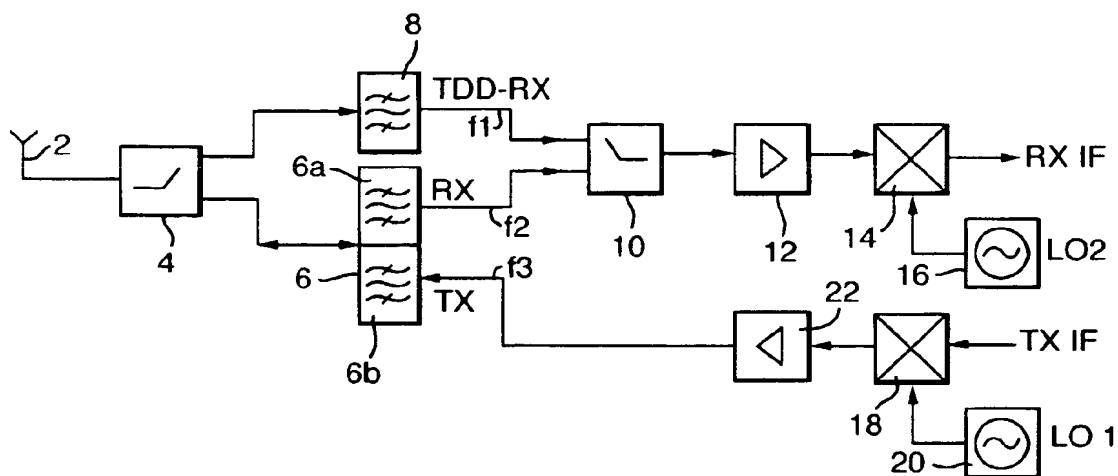 8
TDD-RX
f1
2
4
6a
RX
f2
6
f3
TX
6b
10
12
14
RX IF
16
LO2
22
18
TX IF
20
LO 1